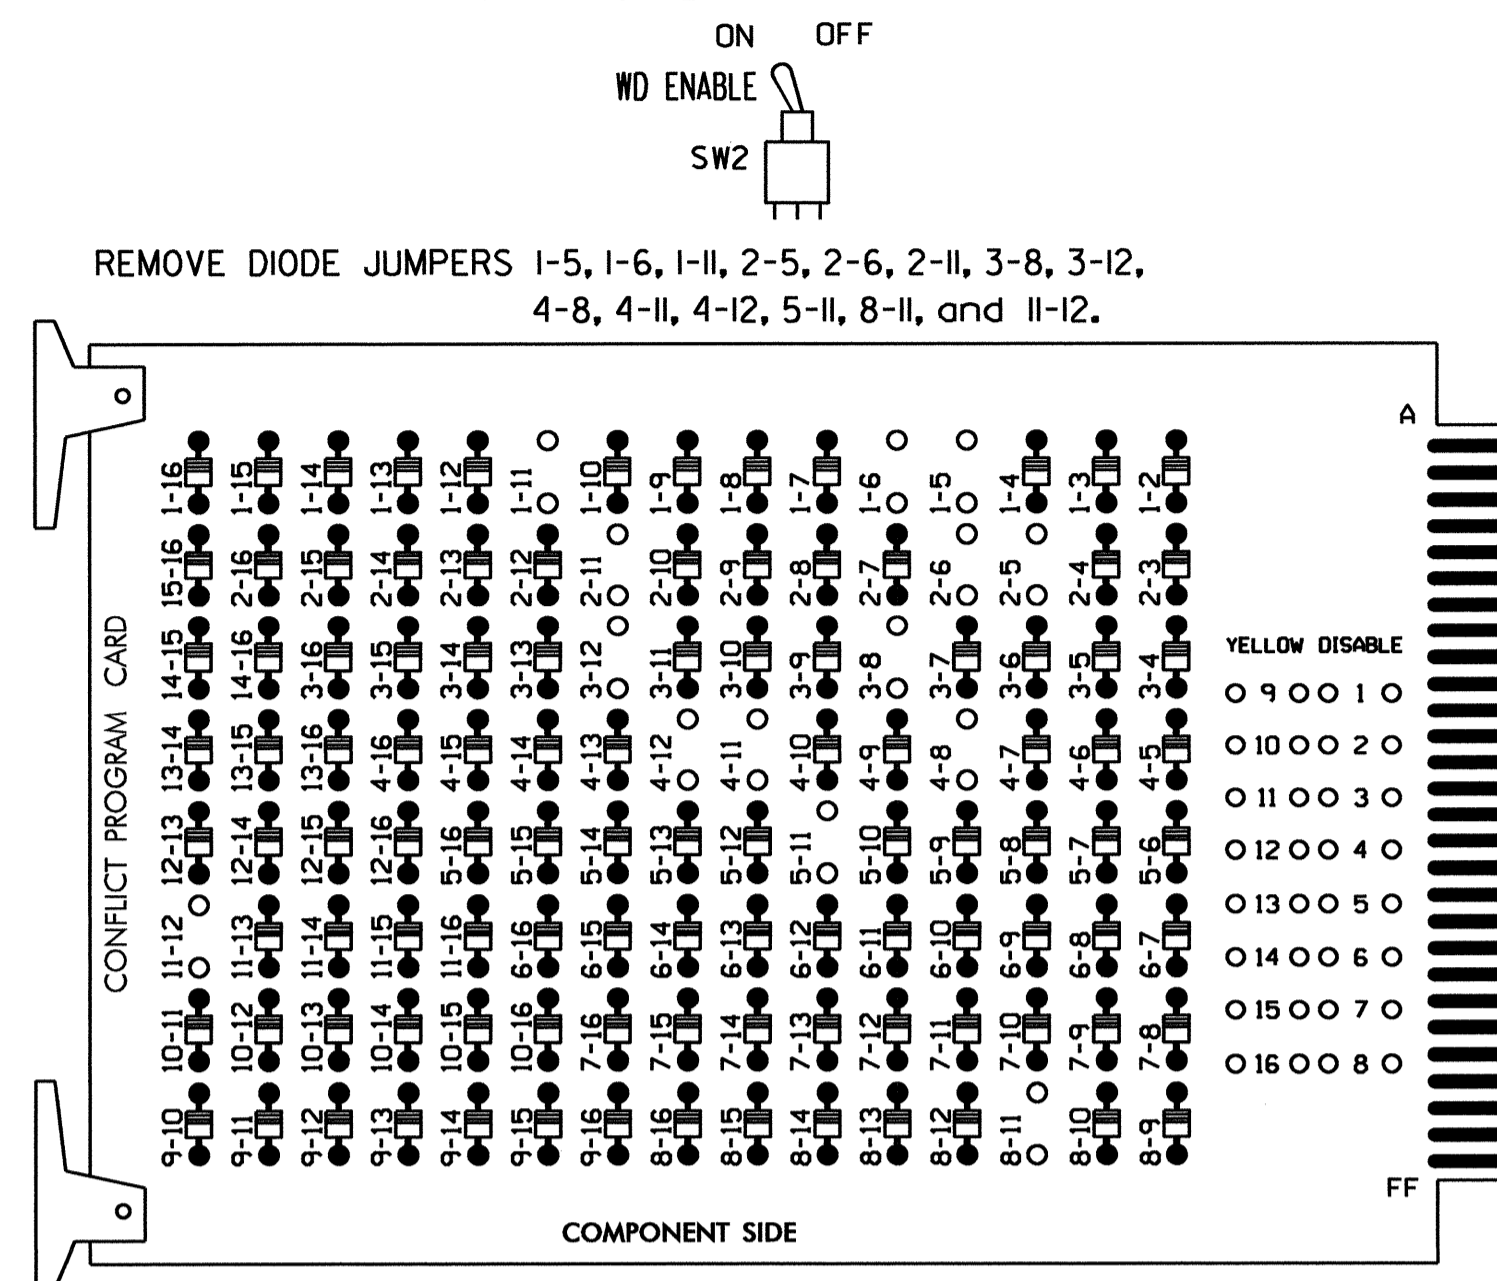 ON OFF
WD ENABLE
SW2
REMOVE DIODE JUMPERS 1-5, 1-6, 1-11, 2-5, 2-6, 2-11, 3-8, 3-12,
4-8, 4-11, 4-12, 5-11, 8-11, and 11-12.
A
CONFLICT PROGRAM CARD
1-16 1-15 1-14 1-13 1-12 1-11 1-10 1-9 1-8 1-7 1-6 1-5 1-4 1-3 1-2
15-16 2-16 2-15 2-14 2-13 2-12 2-11 2-10 2-9 2-8 2-7 2-6 2-5 2-4 2-3
14-15 14-16 3-16 3-15 3-14 3-13 3-12 3-11 3-10 3-9 3-8 3-7 3-6 3-5 3-4
13-14 13-15 13-16 4-16 4-15 4-14 4-13 4-12 4-11 4-10 4-9 4-8 4-7 4-6 4-5
12-13 12-14 12-15 12-16 5-16 5-15 5-14 5-13 5-12 5-11 5-10 5-9 5-8 5-7 5-6
11-12 11-13 11-14 11-15 11-16 6-16 6-15 6-14 6-13 6-12 6-11 6-10 6-9 6-8 6-7
10-11 10-12 10-13 10-14 10-15 10-16 7-16 7-15 7-14 7-13 7-12 7-11 7-10 7-9 7-8
9-10 9-11 9-12 9-13 9-14 9-15 9-16 8-16 8-15 8-14 8-13 8-12 8-11 8-10 8-9
YELLOW DISABLE
9 1
10 2
11 3
12 4
13 5
14 6
15 7
16 8
FF
COMPONENT SIDE